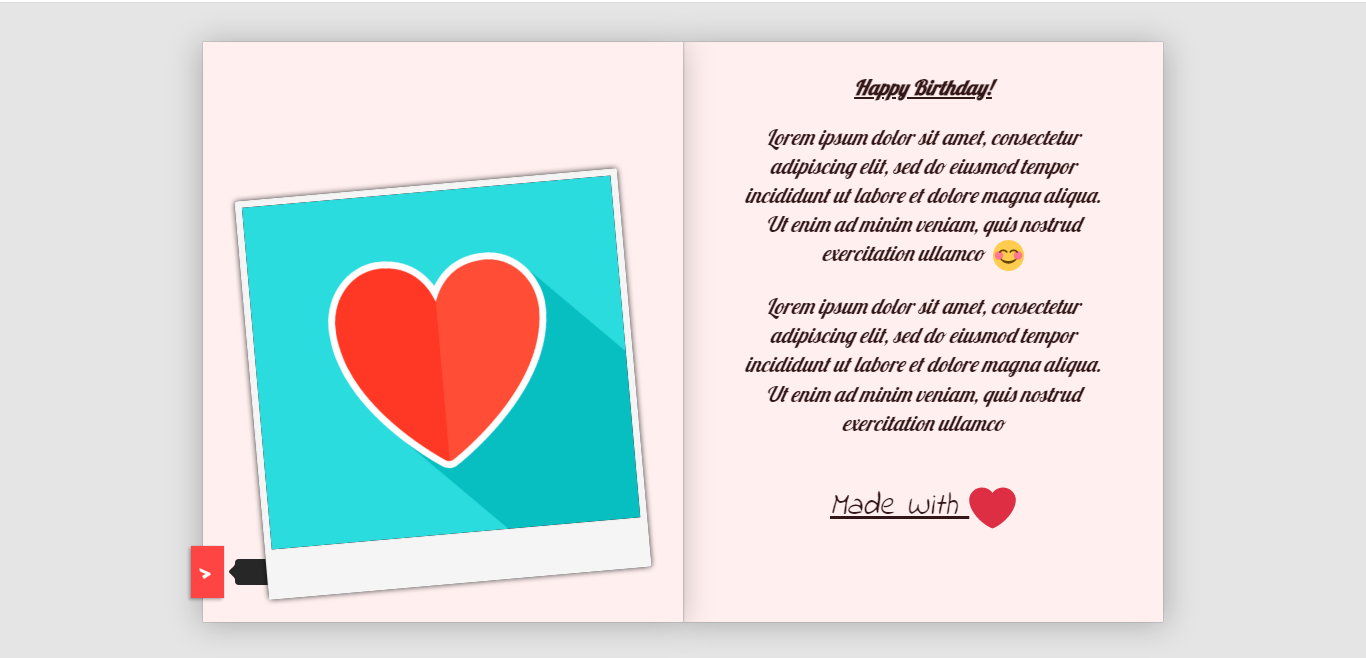 Happy Birthday!
Lorem ipsum dolor sit amet, consectetur
adipiscing elit, sed do eiusmod tempor
incididunt ut labore et dolore magna aliqua.
Ut enim ad minim veniam, quis nostrud
exercitation ullamco 😊
Lorem ipsum dolor sit amet, consectetur
adipiscing elit, sed do eiusmod tempor
incididunt ut labore et dolore magna aliqua.
Ut enim ad minim veniam, quis nostrud
exercitation ullamco
Made with ❤